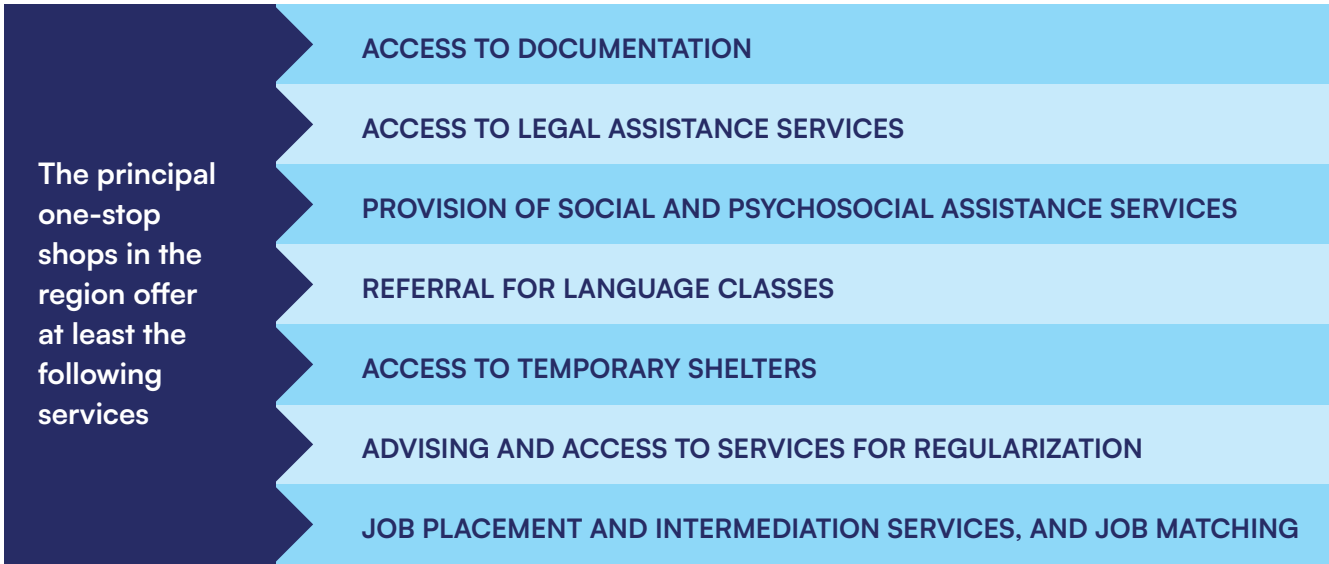 The principal
one-stop
shops in the
region offer
at least the
following
services
ACCESS TO DOCUMENTATION
ACCESS TO LEGAL ASSISTANCE SERVICES
PROVISION OF SOCIAL AND PSYCHOSOCIAL ASSISTANCE SERVICES
REFERRAL FOR LANGUAGE CLASSES
ACCESS TO TEMPORARY SHELTERS
ADVISING AND ACCESS TO SERVICES FOR REGULARIZATION
JOB PLACEMENT AND INTERMEDIATION SERVICES, AND JOB MATCHING